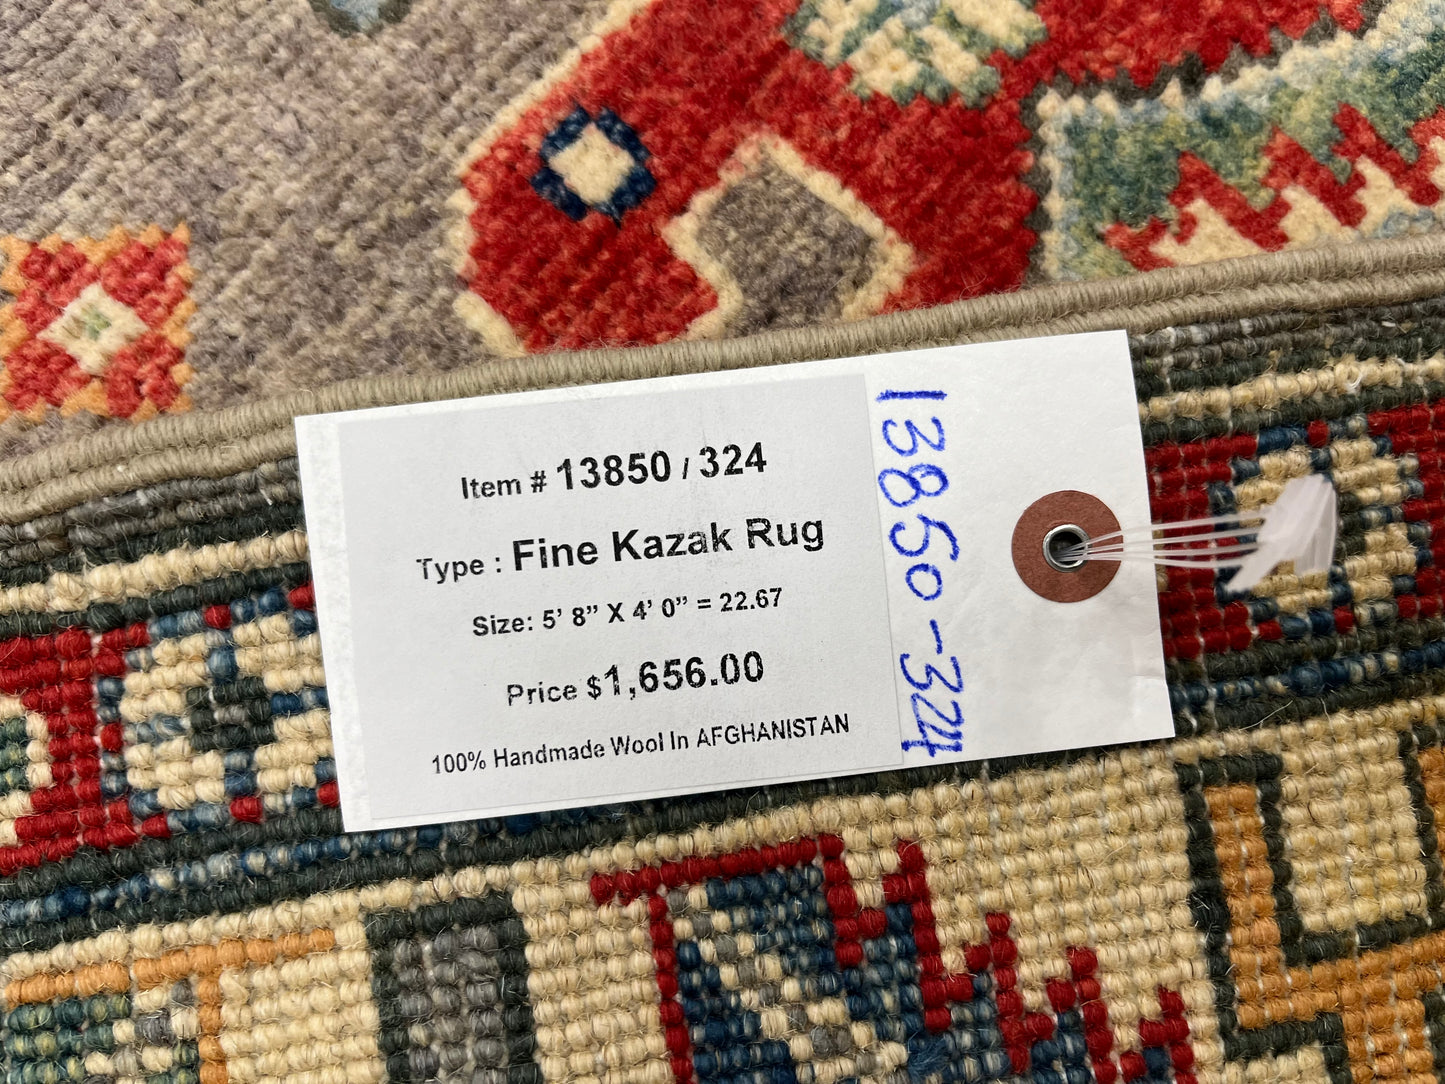 Item # 13850 / 324
Type : Fine Kazak Rug
Size: 5’ 8” X 4’ 0” = 22.67
Price $1,656.00
100% Handmade Wool In AFGHANISTAN
13850-324